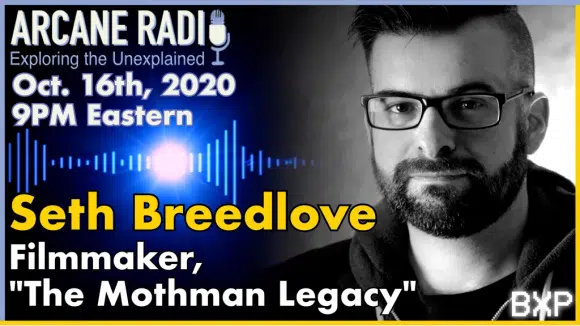 ARCANE RADIO
Exploring the Unexplained
Oct. 16th, 2020
9PM Eastern
Seth Breedlove
Filmmaker,
"The Mothman Legacy"
BXP